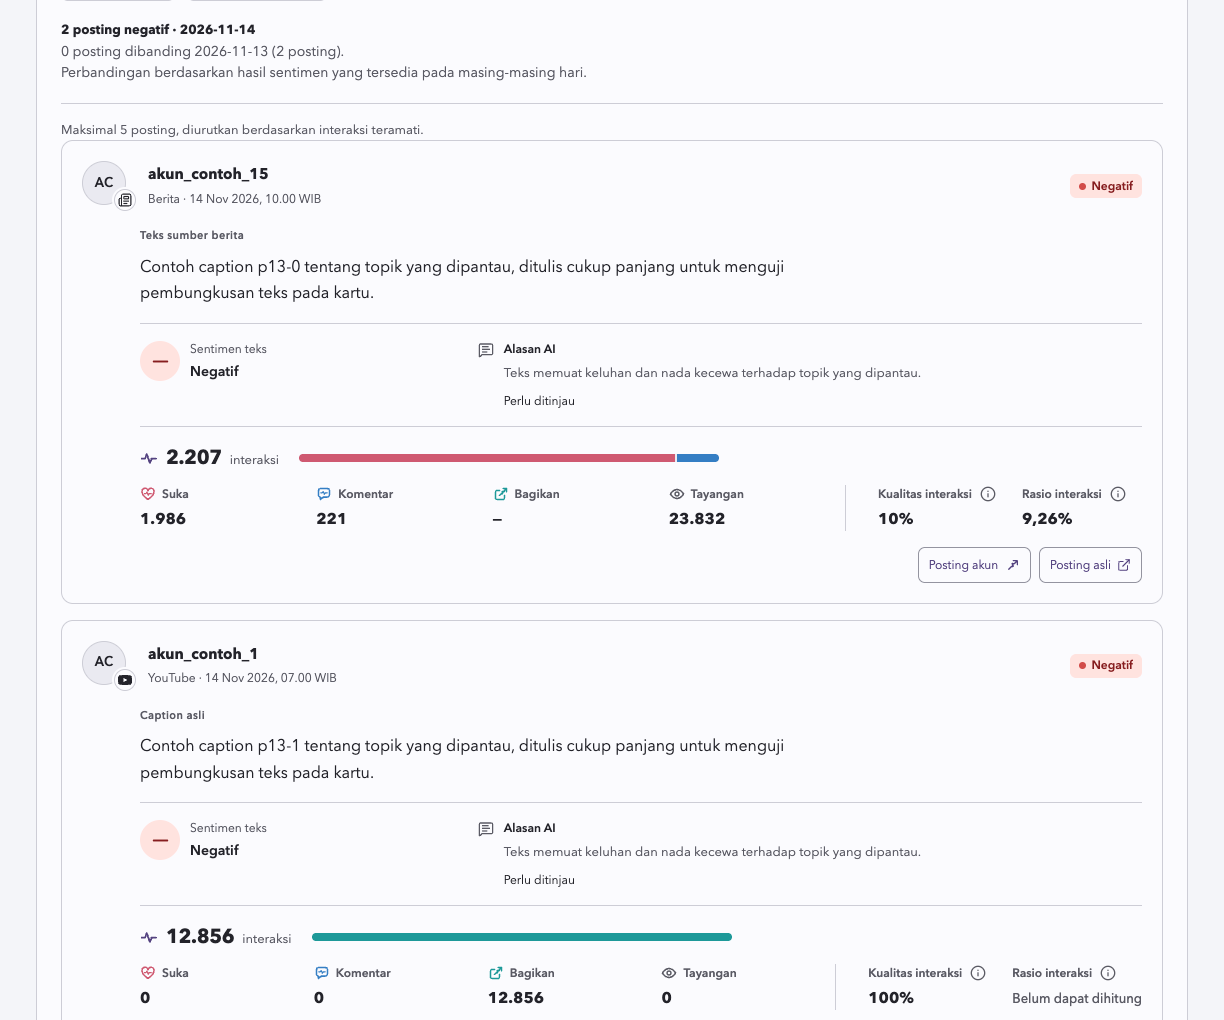 2 posting negatif · 2026-11-14
0 posting dibanding 2026-11-13 (2 posting).
Perbandingan berdasarkan hasil sentimen yang tersedia pada masing-masing hari.
Maksimal 5 posting, diurutkan berdasarkan interaksi teramati.
AC
akun_contoh_15
Berita · 14 Nov 2026, 10.00 WIB
Negatif
Teks sumber berita
Contoh caption p13-0 tentang topik yang dipantau, ditulis cukup panjang untuk menguji
pembungkusan teks pada kartu.
Sentimen teks
Negatif
Alasan AI
Teks memuat keluhan dan nada kecewa terhadap topik yang dipantau.
Perlu ditinjau
2.207 interaksi
Suka Komentar Bagikan Tayangan Kualitas interaksi Rasio interaksi
1.986 221 – 23.832 10% 9,26%
Posting akun Posting asli
AC
akun_contoh_1
YouTube · 14 Nov 2026, 07.00 WIB
Negatif
Caption asli
Contoh caption p13-1 tentang topik yang dipantau, ditulis cukup panjang untuk menguji
pembungkusan teks pada kartu.
Sentimen teks
Negatif
Alasan AI
Teks memuat keluhan dan nada kecewa terhadap topik yang dipantau.
Perlu ditinjau
12.856 interaksi
Suka Komentar Bagikan Tayangan Kualitas interaksi Rasio interaksi
0 0 12.856 0 100% Belum dapat dihitung